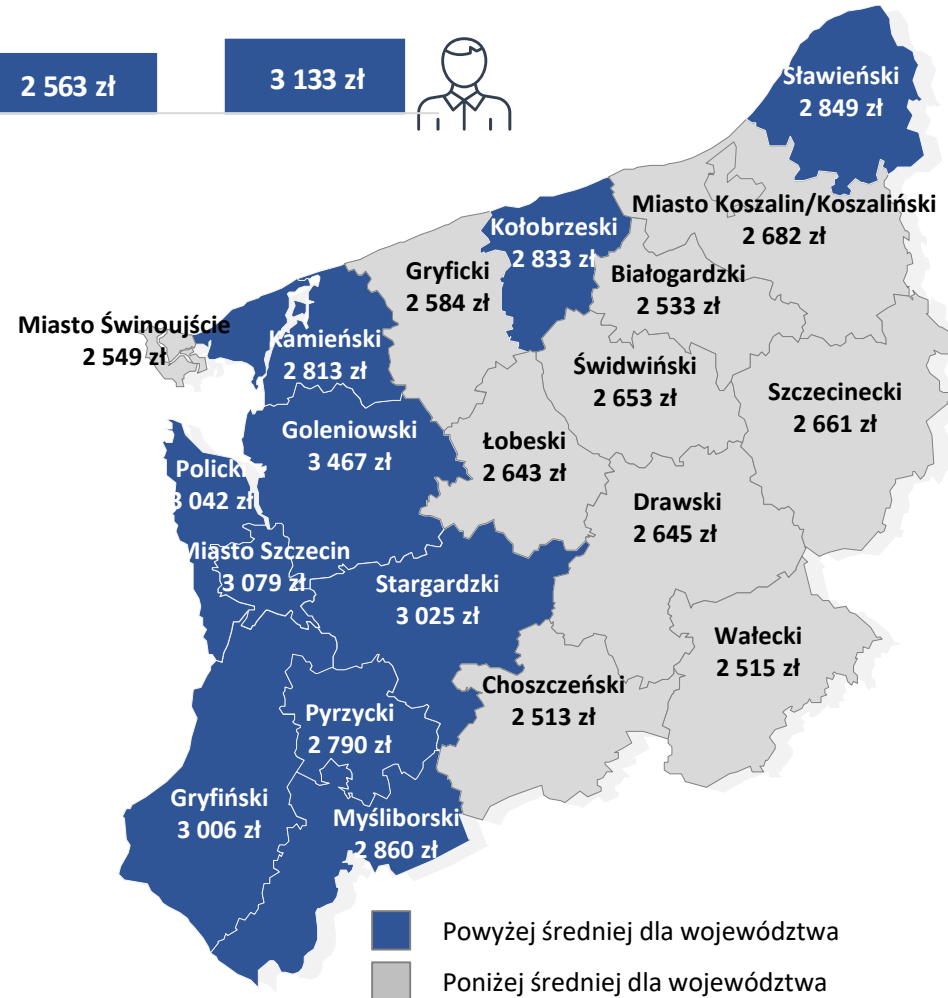 2 563 zł
3 133 zł
Sławieński
2 849 zł
Miasto Koszalin/Koszaliński
2 682 zł
Kołobrzeski
2 833 zł
Białogardzki
2 533 zł
Gryficki
2 584 zł
Miasto Świnoujście
2 549 zł
Kamieński
2 813 zł
Świdwiński
2 653 zł
Szczecinecki
2 661 zł
Goleniowski
3 467 zł
Łobeski
2 643 zł
Policki
3 042 zł
Drawski
2 645 zł
Miasto Szczecin
3 079 zł
Stargardzki
3 025 zł
Wałecki
2 515 zł
Choszczeński
2 513 zł
Pyrzycki
2 790 zł
Gryfiński
3 006 zł
Myśliborski
2 860 zł
Powyżej średniej dla województwa
Poniżej średniej dla województwa